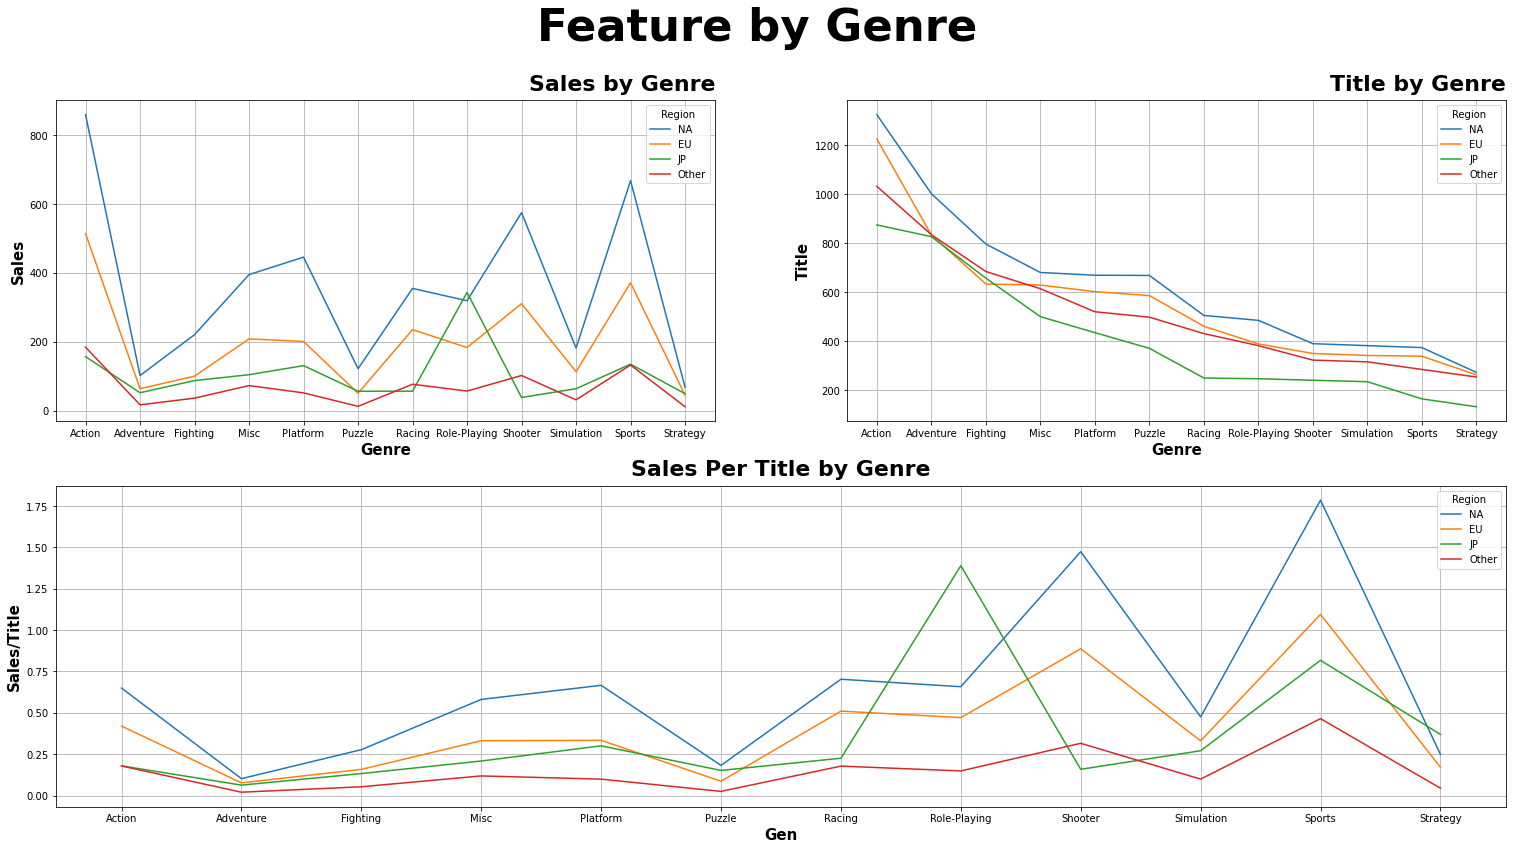 Feature by Genre
Sales by Genre
Sales
800
600
400
200
0
Region
NA
EU
JP
Other
Action Adventure Fighting Misc Platform Puzzle Racing Role-Playing Shooter Simulation Sports Strategy
Genre
Title by Genre
Title
1200
1000
800
600
400
200
Region
NA
EU
JP
Other
Action Adventure Fighting Misc Platform Puzzle Racing Role-Playing Shooter Simulation Sports Strategy
Genre
Sales Per Title by Genre
Sales/Title
1.75
1.50
1.25
1.00
0.75
0.50
0.25
0.00
Region
NA
EU
JP
Other
Action Adventure Fighting Misc Platform Puzzle Racing Role-Playing Shooter Simulation Sports Strategy
Gen